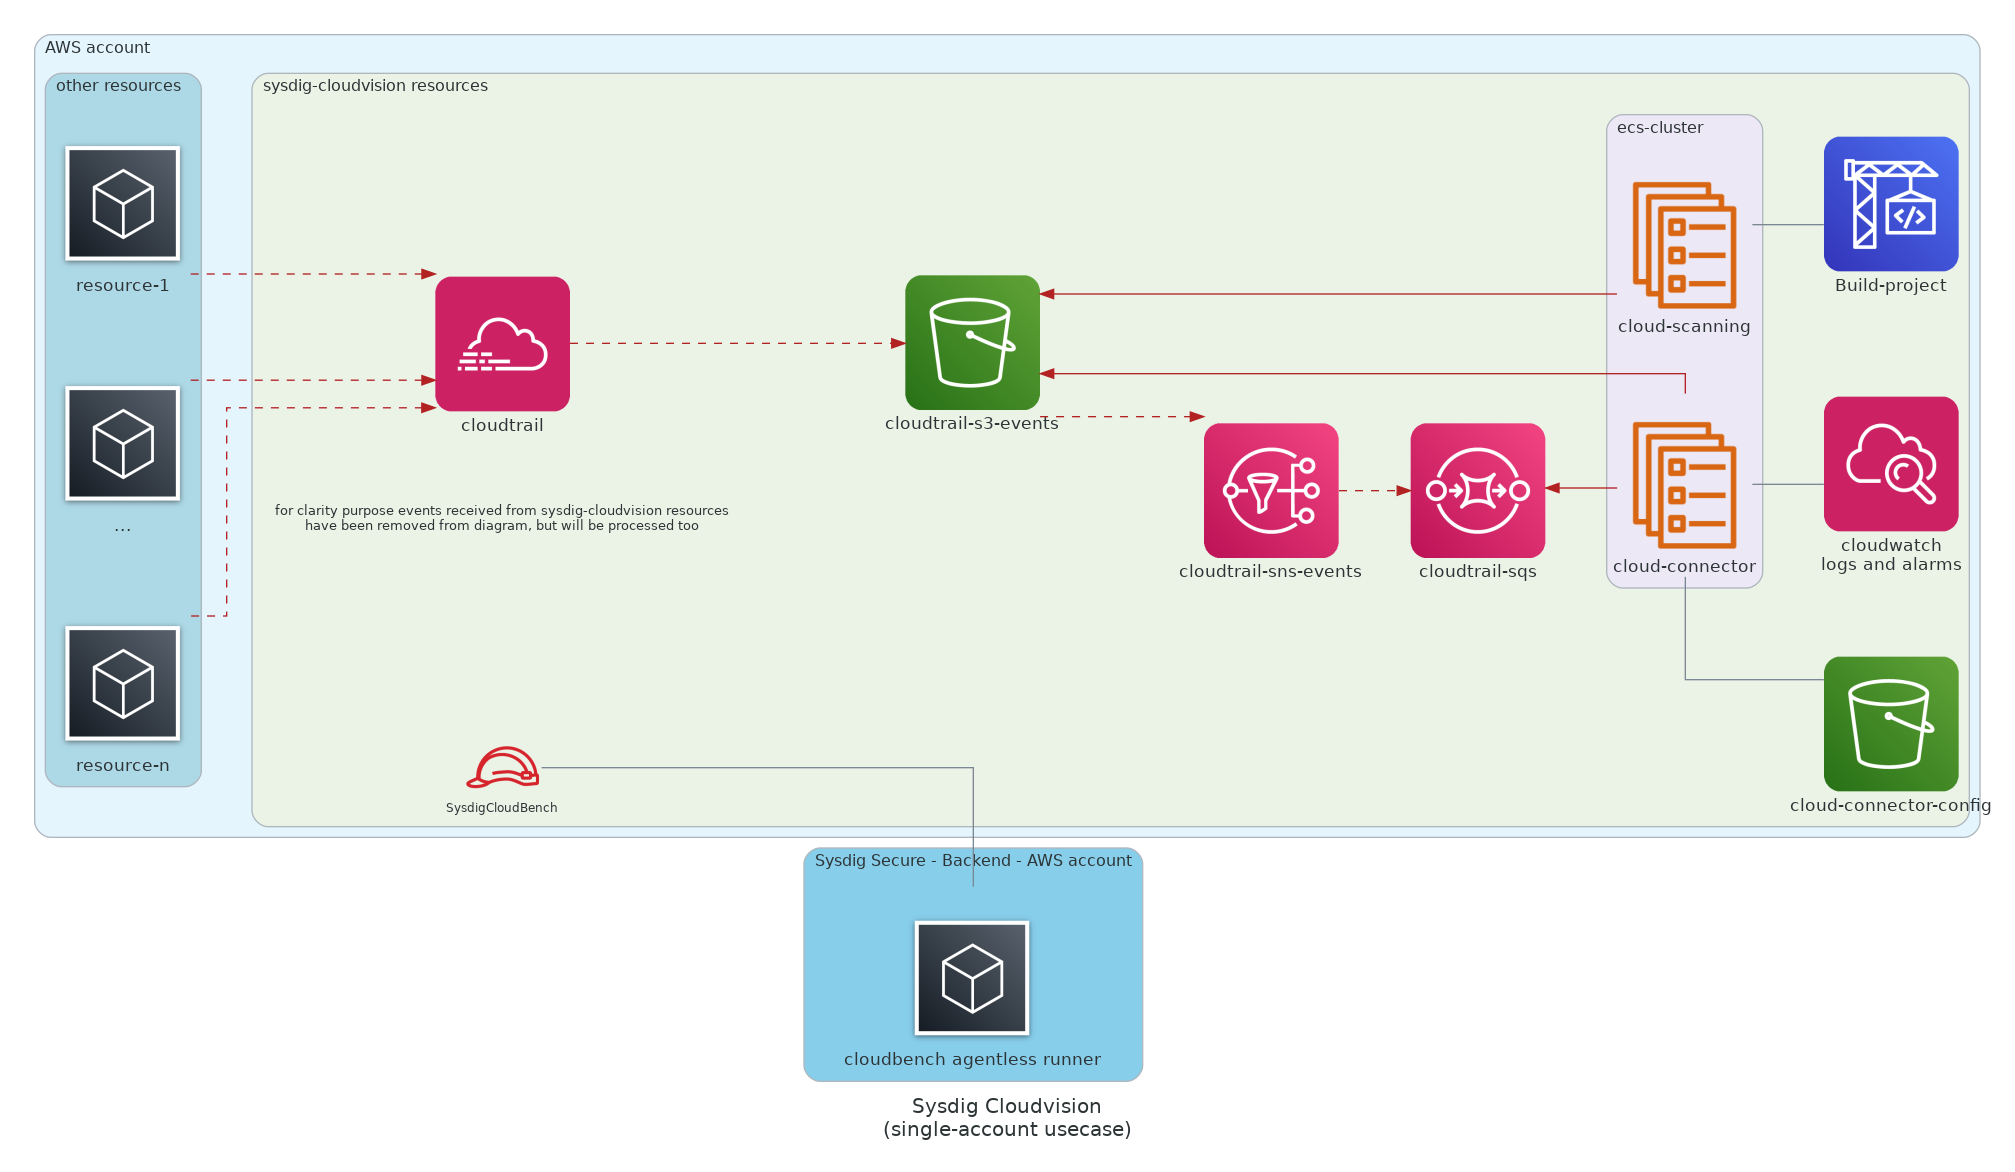 AWS account
other resources
sysdig-cloudvision resources
ecs-cluster
resource-1
Build-project
cloud-scanning
cloudtrail
cloudtrail-s3-events
for clarity purpose events received from sysdig-cloudvision resources
have been removed from diagram, but will be processed too
...
cloudtrail-sns-events
cloudtrail-sqs
cloud-connector
cloudwatch
logs and alarms
resource-n
SysdigCloudBench
cloud-connector-config
Sysdig Secure - Backend - AWS account
cloudbench agentless runner
Sysdig Cloudvision
(single-account usecase)